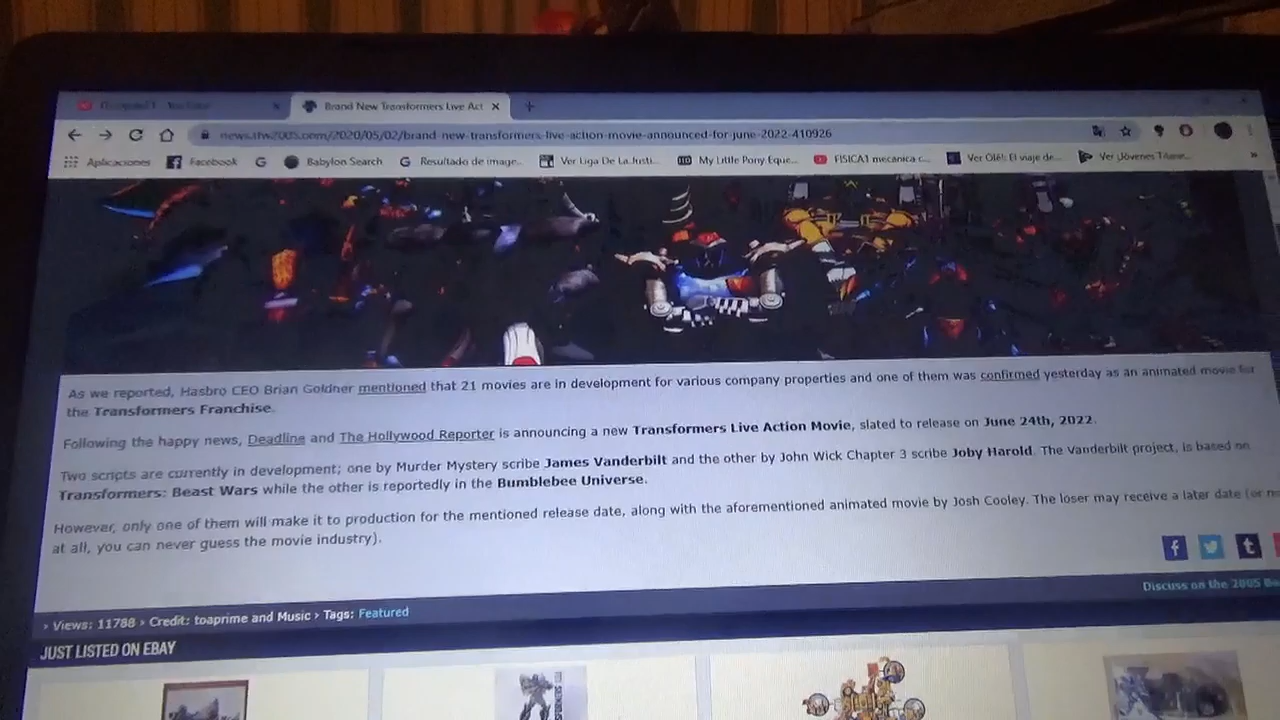 Brand New Transformers Live Act
news.tfw2005.com/2020/05/02/brand-new-transformers-live-action-movie-announced-for-june-2022-410926
Aplicaciones Facebook Babylon Search Resultado de image... Ver Liga De La Justi... My Little Pony Eque... FISICA1 mecanica c... Ver Olé!: El viaje de... Ver Jóvenes Titane...
As we reported, Hasbro CEO Brian Goldner mentioned that 21 movies are in development for various company properties and one of them was confirmed yesterday as an animated movie for
the Transformers Franchise.
Following the happy news, Deadline and The Hollywood Reporter is announcing a new Transformers Live Action Movie, slated to release on June 24th, 2022.
Two scripts are currently in development; one by Murder Mystery scribe James Vanderbilt and the other by John Wick Chapter 3 scribe Joby Harold. The Vanderbilt project, is based on
Transformers: Beast Wars while the other is reportedly in the Bumblebee Universe.
However, only one of them will make it to production for the mentioned release date, along with the aforementioned animated movie by Josh Cooley. The loser may receive a later date (or
at all, you can never guess the movie industry).
Discuss on the 2005
› Views: 11788 › Credit: toaprime and Music › Tags: Featured
JUST LISTED ON EBAY